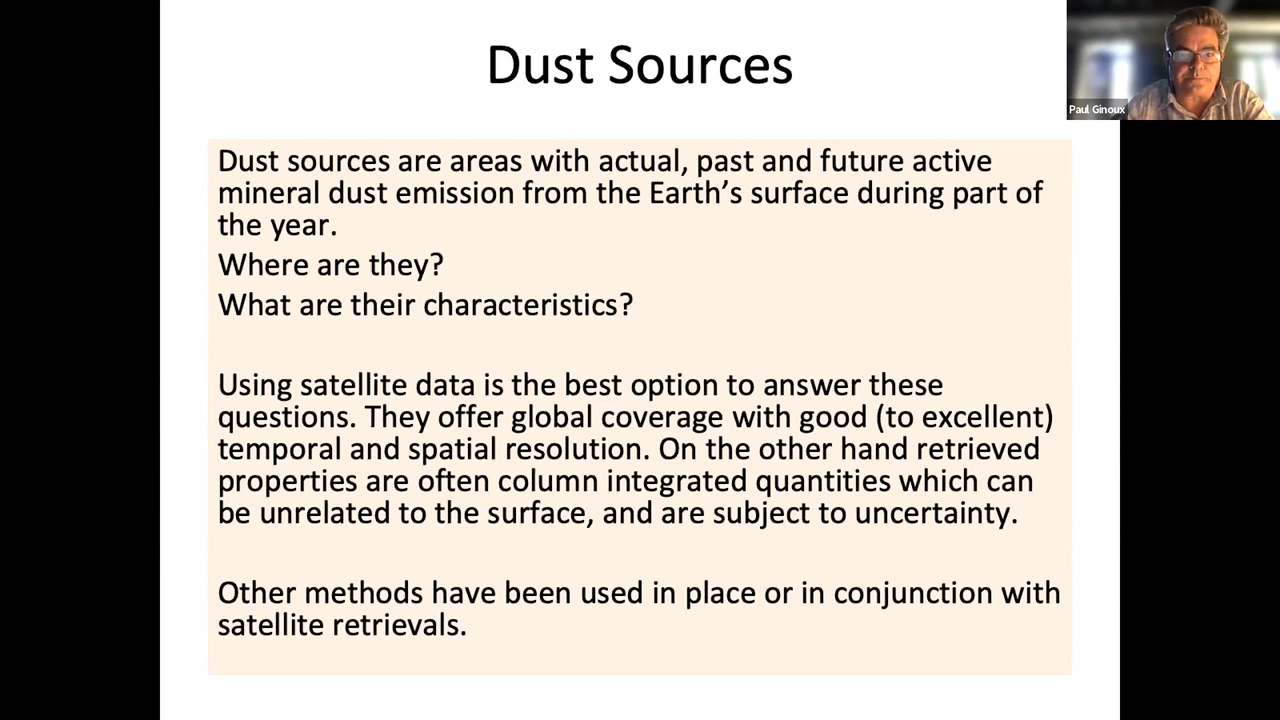 Dust Sources
Paul Ginoux
Dust sources are areas with actual, past and future active
mineral dust emission from the Earth's surface during part of
the year.
Where are they?
What are their characteristics?
Using satellite data is the best option to answer these
questions. They offer global coverage with good (to excellent)
temporal and spatial resolution. On the other hand retrieved
properties are often column integrated quantities which can
be unrelated to the surface, and are subject to uncertainty.
Other methods have been used in place or in conjunction with
satellite retrievals.